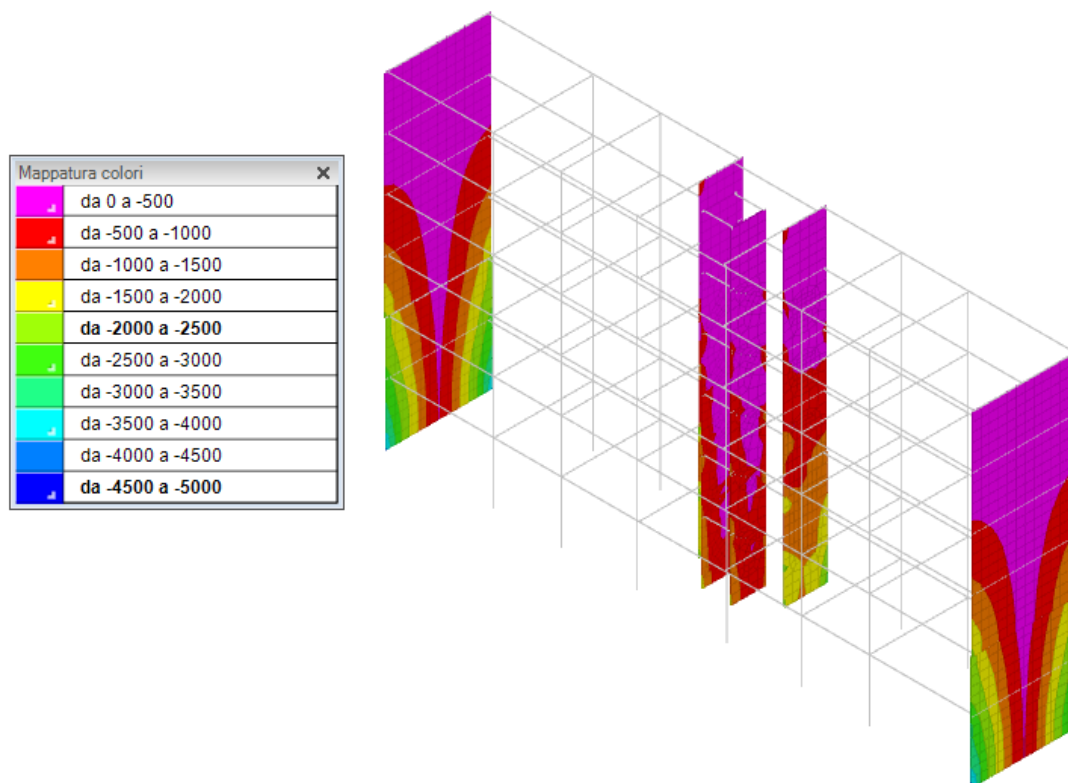 Mappatura colori
da 0 a -500
da -500 a -1000
da -1000 a -1500
da -1500 a -2000
da -2000 a -2500
da -2500 a -3000
da -3000 a -3500
da -3500 a -4000
da -4000 a -4500
da -4500 a -5000